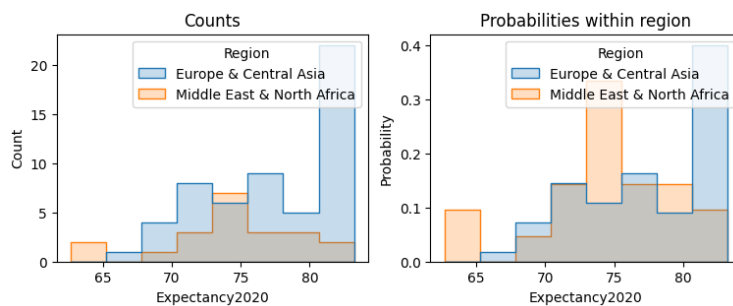 Counts
Region
Europe & Central Asia
Middle East & North Africa
Count
20
15
10
5
0
65
70
75
80
Expectancy2020
Probabilities within region
Region
Europe & Central Asia
Middle East & North Africa
Probability
0.4
0.3
0.2
0.1
0.0
65
70
75
80
Expectancy2020